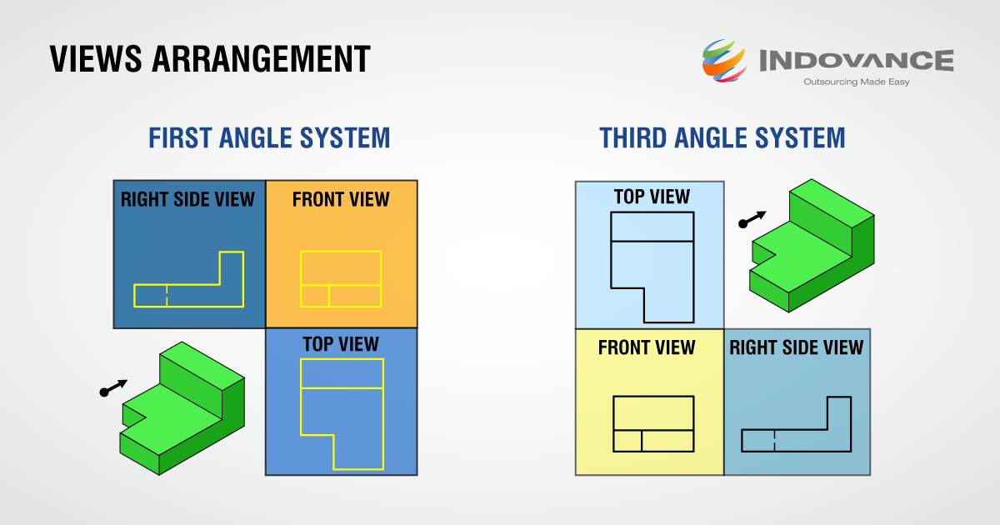 VIEWS ARRANGEMENT
INDOVANCE
Outsourcing Made Easy
FIRST ANGLE SYSTEM
THIRD ANGLE SYSTEM
RIGHT SIDE VIEW
FRONT VIEW
TOP VIEW
TOP VIEW
FRONT VIEW
RIGHT SIDE VIEW